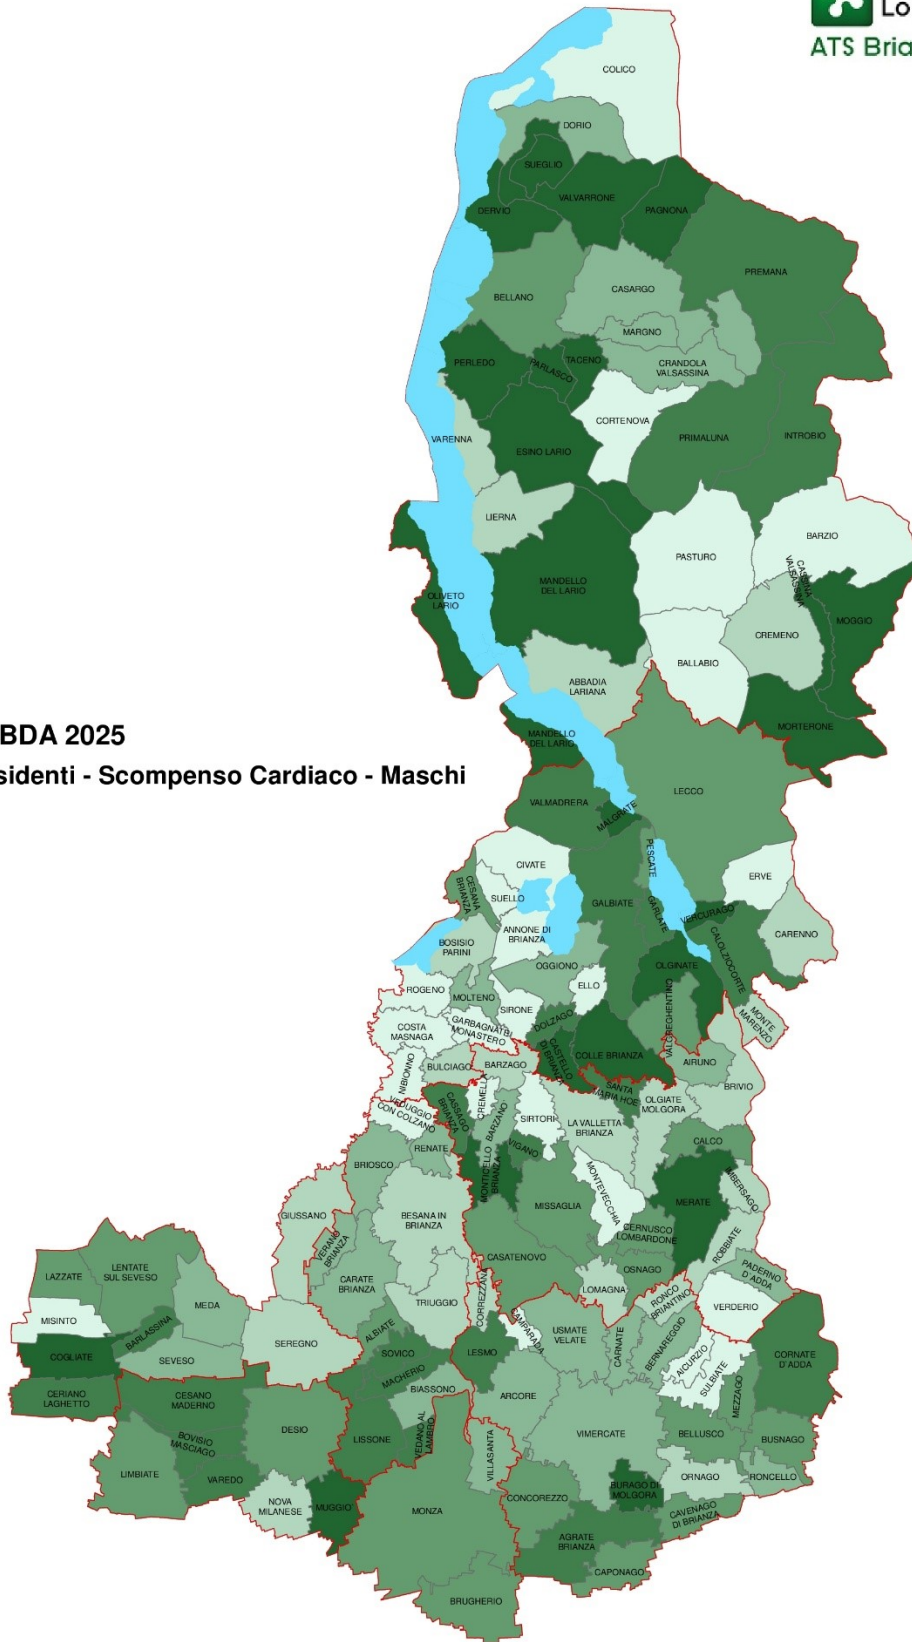 Lo
ATS Bria
COLICO
DORIO
SUEGLIO
VALVARRONE
DERVIO
PAGNONA
PREMANA
BELLANO
CASARGO
MARGNO
PERLEDO
PARLASCO
TACENO
CRANDOLA
VALSASSINA
CORTENOVA
VARENNA
ESINO LARIO
PRIMALUNA
INTROBIO
LIERNA
PASTURO
BARZIO
CASSINA
VALSASSINA
MANDELLO
DEL LARIO
OLIVETO
LARIO
CREMENO
MOGGIO
BALLABIO
ABBADIA
LARIANA
MORTERONE
BDA 2025
sidenti - Scompenso Cardiaco - Maschi
MANDELLO
DEL LARIO
LECCO
VALMADRERA
MALGRATE
CIVATE
PESCATE
ERVE
CESANA
BRIANZA
SUELLO
GALBIATE
GARLATE
VERCURAGO
ANNONE DI
BRIANZA
CALOLZIOCORTE
CARENNO
BOSISIO
PARINI
OGGIONO
OLGINATE
ELLO
ROGENO
MOLTENO
SIRONE
VALGREGHENTINO
MONTE
MARENZO
COSTA
MASNAGA
GARBAGNATE
MONASTERO
DOLZAGO
CASTELLO
DI BRIANZA
COLLE BRIANZA
AIRUNO
NIBIONNO
BULCIAGO
BARZAGO
BRIVIO
CREMELLA
SANTA
MARIA HOE'
OLGIATE
MOLGORA
VEDUGGIO
CON COLZANO
CASSAGO
BRIANZA
BARZANO
SIRTORI
LA VALLETTA
BRIANZA
CALCO
RENATE
VIGANO
BRIOSCO
MONTICELLO
BRIANZA
MONTEVECCHIA
IMBERSAGO
MERATE
MISSAGLIA
GIUSSANO
BESANA IN
BRIANZA
CERNUSCO
LOMBARDONE
ROBBIATE
VERANO
BRIANZA
CASATENOVO
OSNAGO
PADERNO
D'ADDA
LAZZATE
LENTATE
SUL SEVESO
CARATE
BRIANZA
CORREZZANA
LOMAGNA
RONCO
BRIANTINO
MEDA
TRIUGGIO
VERDERIO
MISINTO
CAMPARADA
USMATE
VELATE
BARLASSINA
ALBIATE
CARNATE
BERNAREGGIO
SEREGNO
COGLIATE
SEVESO
SOVICO
LESMO
AICURZIO
SULBIATE
CORNATE
D'ADDA
MACHERIO
CERIANO
LAGHETTO
CESANO
MADERNO
BIASSONO
ARCORE
MEZZAGO
DESIO
VEDANO AL
LAMBRO
VIMERCATE
BELLUSCO
BUSNAGO
BOVISIO
MASCIAGO
LISSONE
VILLASANTA
LIMBIATE
VAREDO
ORNAGO
RONCELLO
BURAGO DI
MOLGORA
NOVA
MILANESE
MUGGIO'
MONZA
CONCOREZZO
CAVENAGO
DI BRIANZA
AGRATE
BRIANZA
CAPONAGO
BRUGHERIO